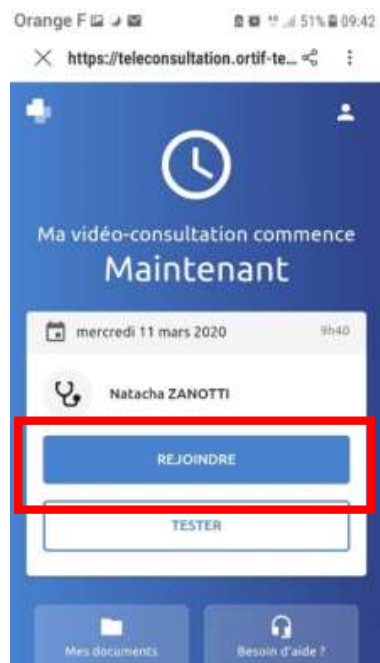 Orange F 51% 09:42
https://teleconsultation.ortif-te...
Ma vidéo-consultation commence
Maintenant
mercredi 11 mars 2020 9h40
Natacha ZANOTTI
REJOINDRE
TESTER
Mes documents Besoin d'aide ?